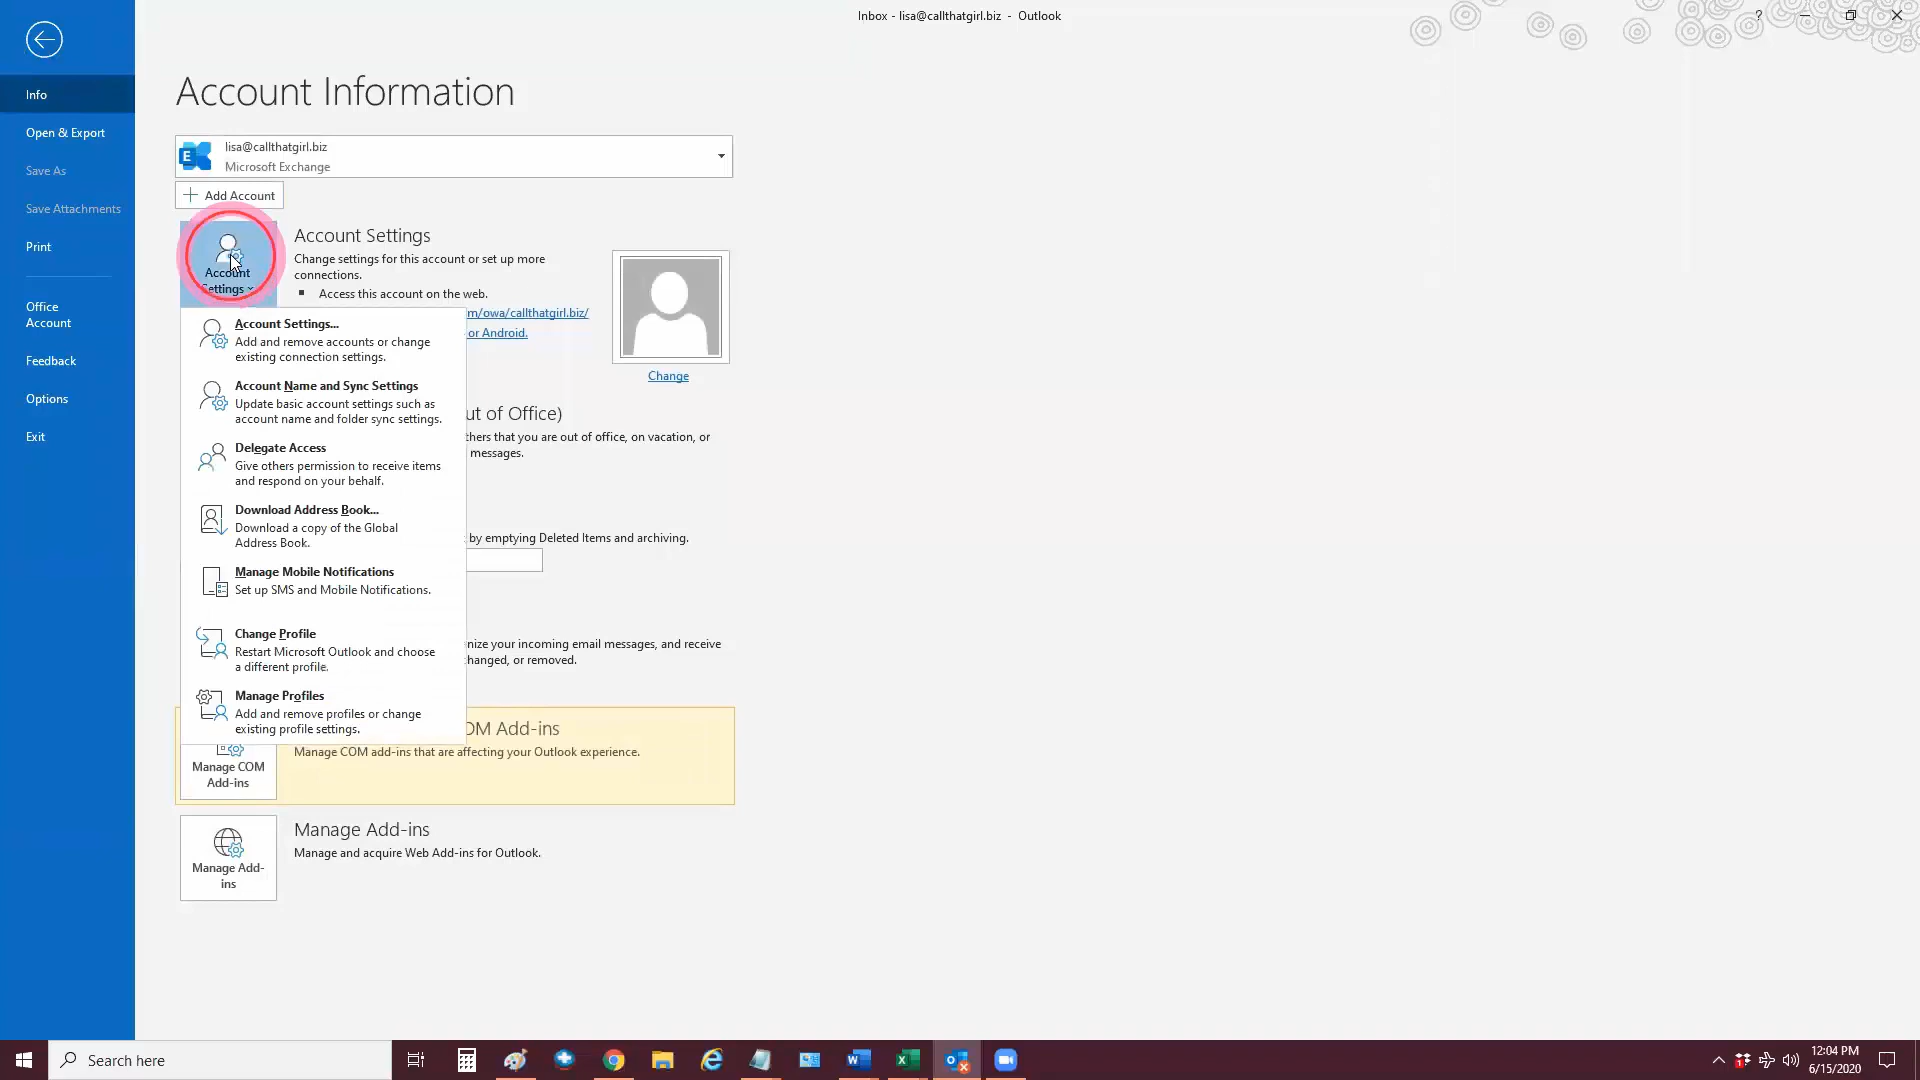 Inbox - lisa@callthatgirl.biz - Outlook
?
Info
Open & Export
Save As
Save Attachments
Print
Office
Account
Feedback
Options
Exit
Account Information
E
lisa@callthatgirl.biz
Microsoft Exchange
Add Account
Account
Settings
Account Settings
Change settings for this account or set up more
connections.
Access this account on the web.
m/owa/callthatgirl.biz/
or Android.
Change
Account Settings...
Add and remove accounts or change
existing connection settings.
Account Name and Sync Settings
Update basic account settings such as
account name and folder sync settings.
Delegate Access
Give others permission to receive items
and respond on your behalf.
Download Address Book...
Download a copy of the Global
Address Book.
Manage Mobile Notifications
Set up SMS and Mobile Notifications.
Change Profile
Restart Microsoft Outlook and choose
a different profile.
Manage Profiles
Add and remove profiles or change
existing profile settings.
ut of Office)
thers that you are out of office, on vacation, or
messages.
by emptying Deleted Items and archiving.
nize your incoming email messages, and receive
hanged, or removed.
OM Add-ins
Manage COM add-ins that are affecting your Outlook experience.
Manage COM
Add-ins
Manage Add-ins
Manage and acquire Web Add-ins for Outlook.
Manage Add-
ins
Search here
12:04 PM
6/15/2020